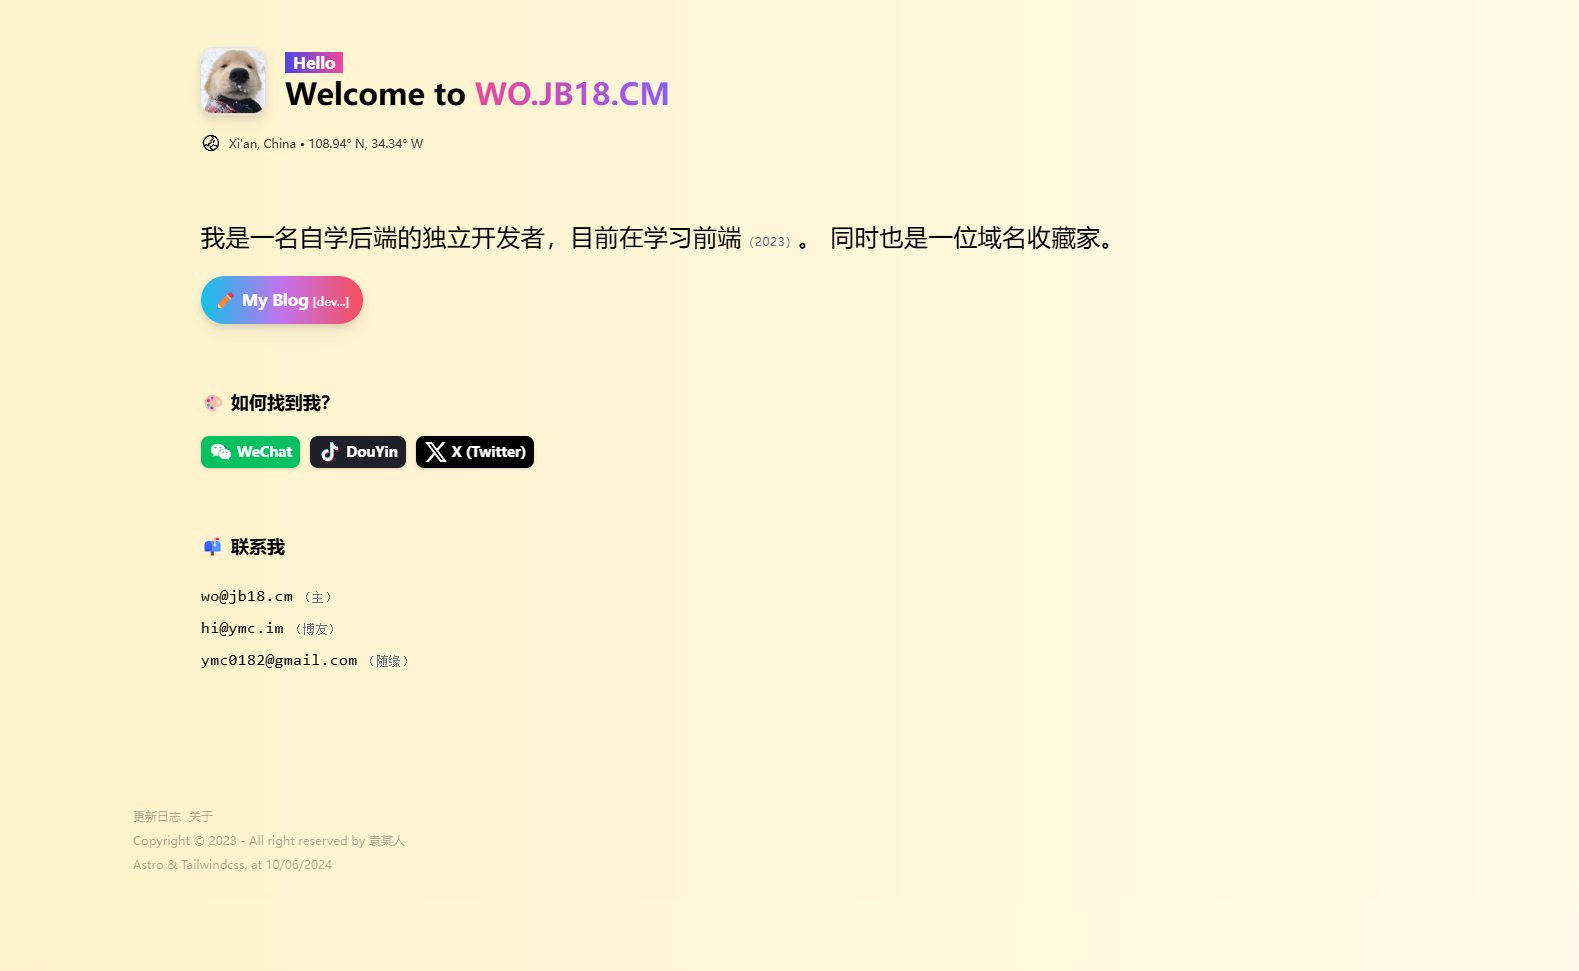 Hello
Welcome to WO.JB18.CM
Xi'an, China • 108.94° N, 34.34° W
我是一名自学后端的独立开发者，目前在学习前端（2023）。 同时也是一位域名收藏家。
My Blog [dev...]
如何找到我?
WeChat DouYin X (Twitter)
联系我
wo@jb18.cm（主）
hi@ymc.im（博友）
ymc0182@gmail.com（随缘）
更新日志 关于
Copyright © 2023 - All right reserved by 袁某人
Astro & Tailwindcss, at 10/06/2024